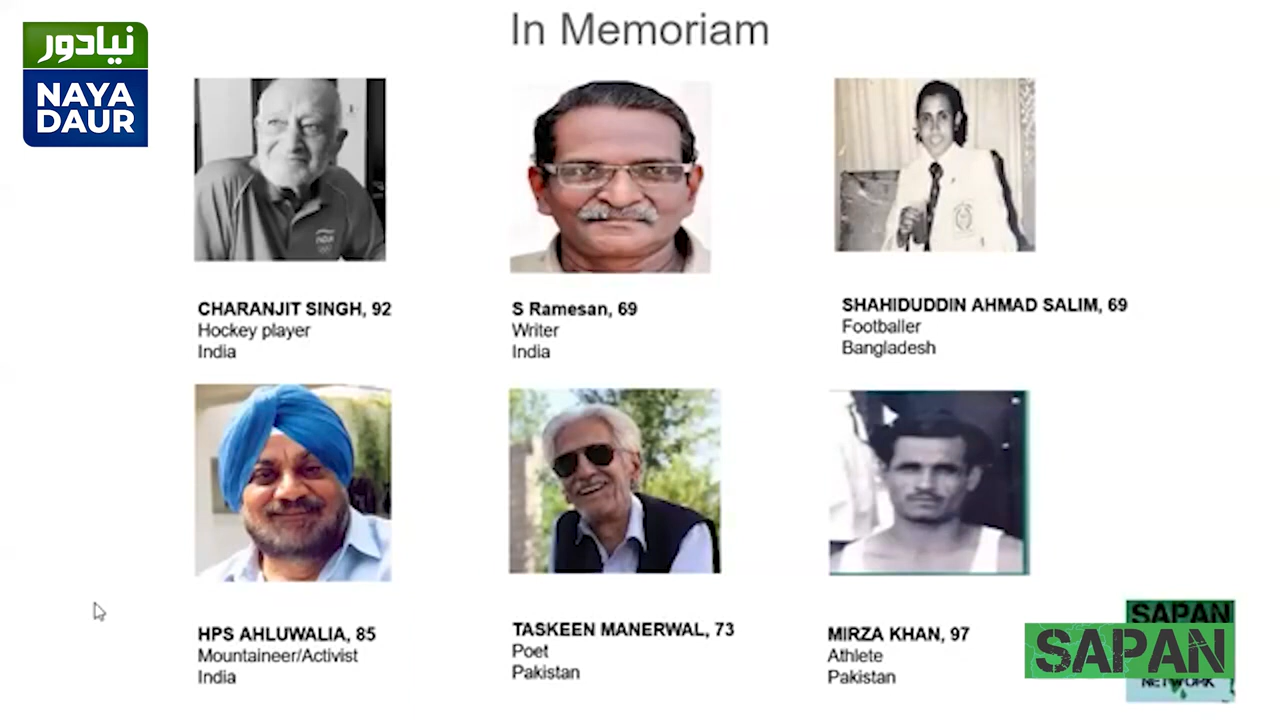 In Memoriam
نیادور
NAYA
DAUR
CHARANJIT SINGH, 92
Hockey player
India
S Ramesan, 69
Writer
India
SHAHIDUDDIN AHMAD SALIM, 69
Footballer
Bangladesh
HPS AHLUWALIA, 85
Mountaineer/Activist
India
TASKEEN MANERWAL, 73
Poet
Pakistan
MIRZA KHAN, 97
Athlete
Pakistan
SAPAN
SAPAN
NETWORK